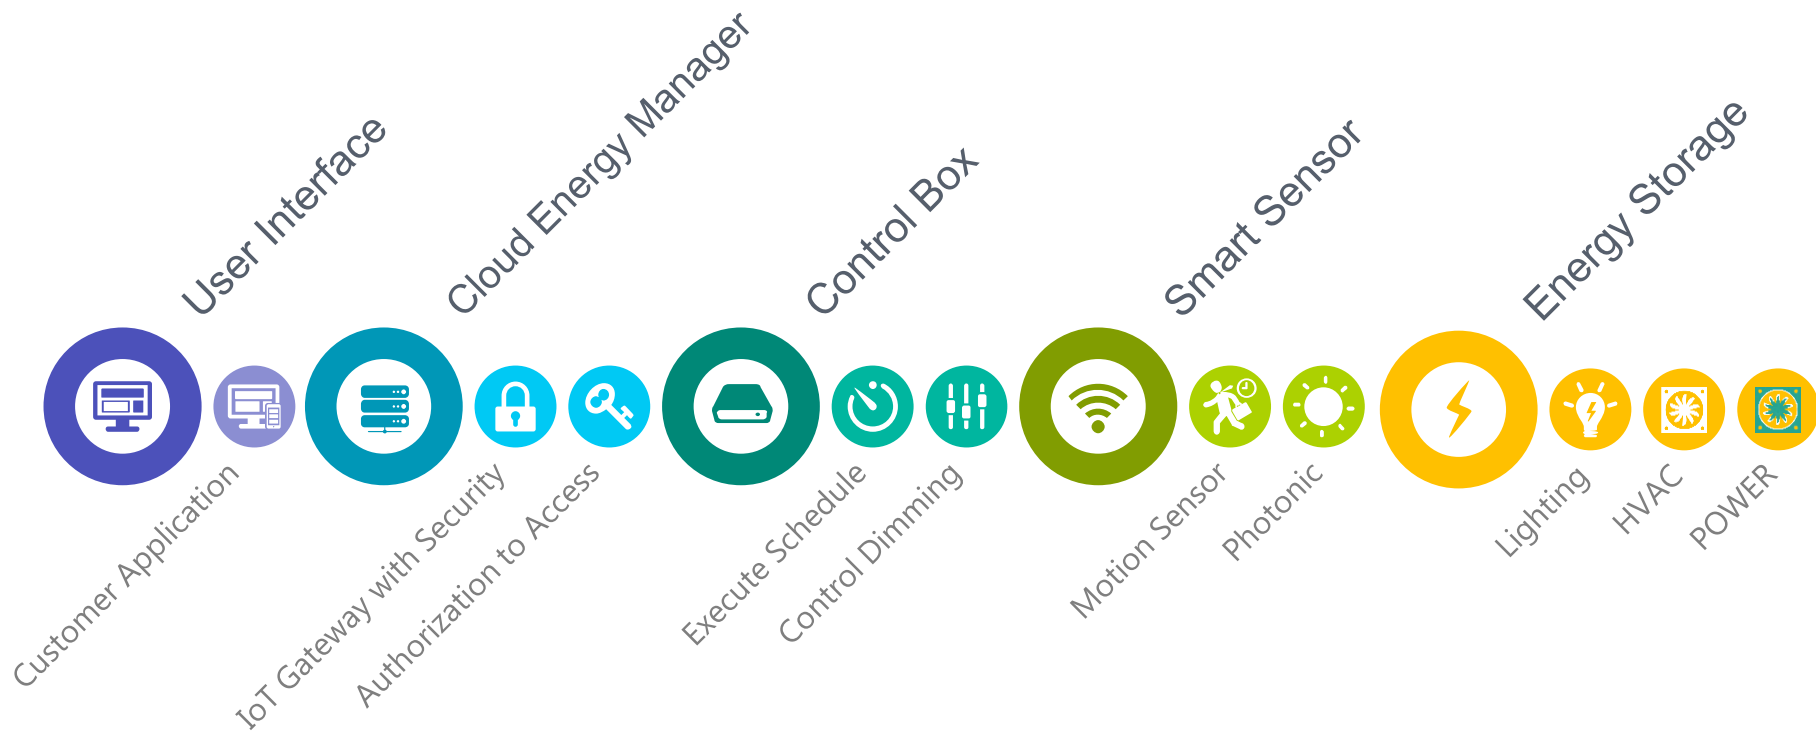 User Interface
Cloud Energy Manager
Control Box
Smart Sensor
Energy Storage
Customer Application
IoT Gateway with Security
Authorization to Access
Execute Schedule
Control Dimming
Motion Sensor
Photonic
Lighting
HVAC
POWER